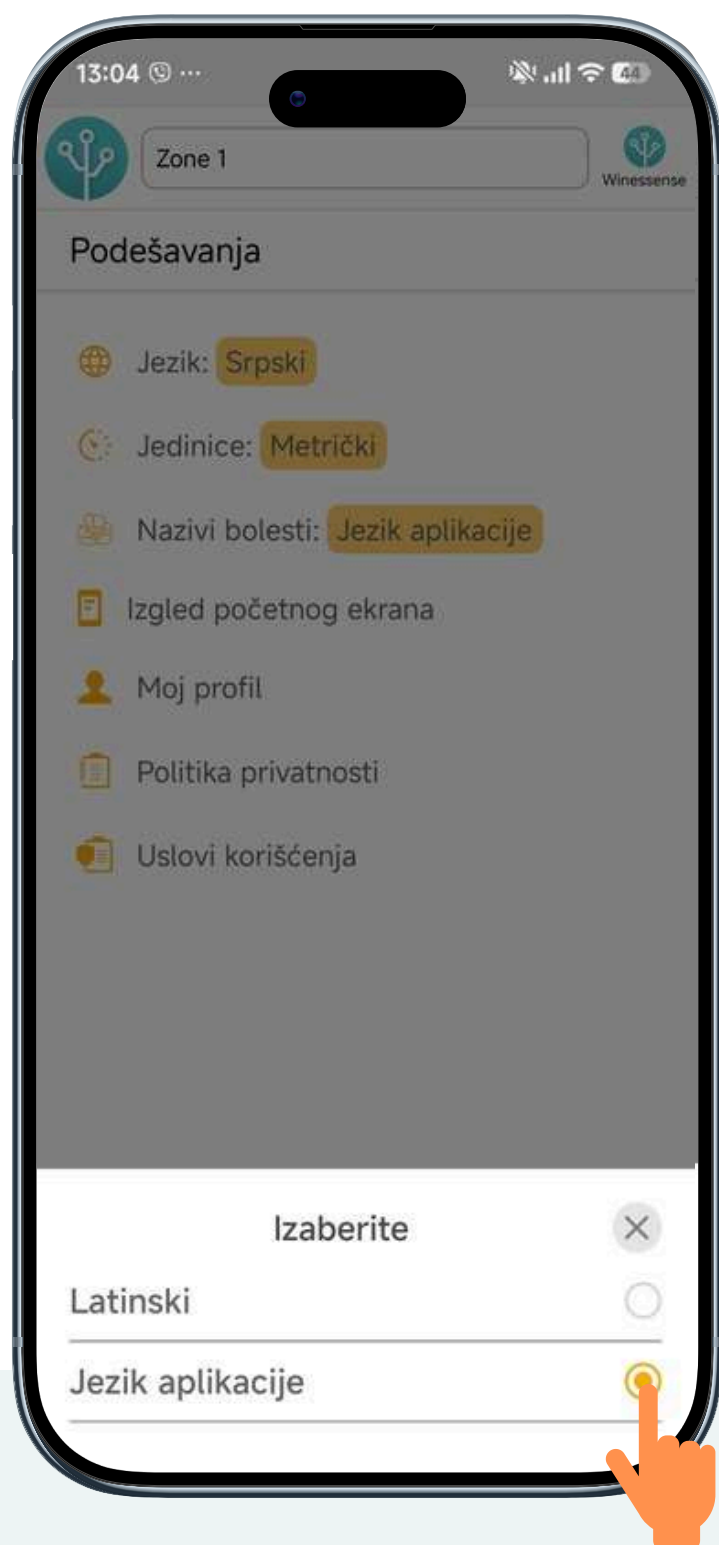 13:04
44
Zone 1
Winessense
Podešavanja
Jezik: Srpski
Jedinice: Metrički
Nazivi bolesti: Jezik aplikacije
Izgled početnog ekrana
Moj profil
Politika privatnosti
Uslovi korišćenja
Izaberite
Latinski
Jezik aplikacije